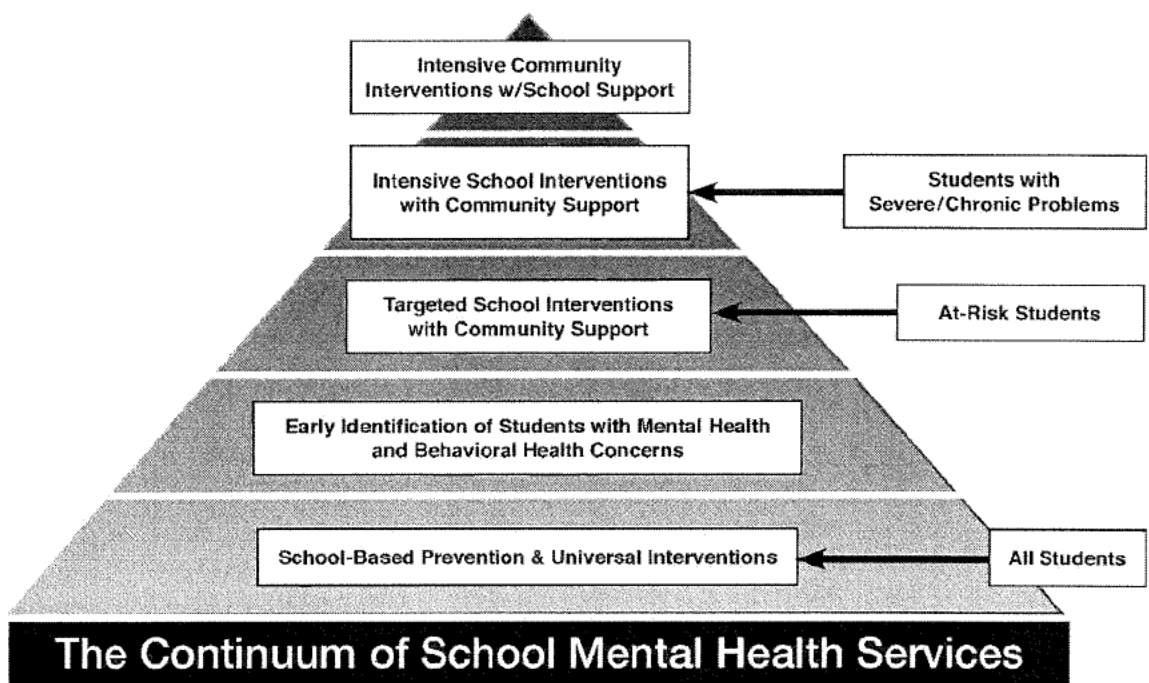 Intensive Community
Interventions w/School Support
Intensive School Interventions
with Community Support
Students with
Severe/Chronic Problems
Targeted School Interventions
with Community Support
At-Risk Students
Early Identification of Students with Mental Health
and Behavioral Health Concerns
School-Based Prevention & Universal Interventions
All Students
The Continuum of School Mental Health Services